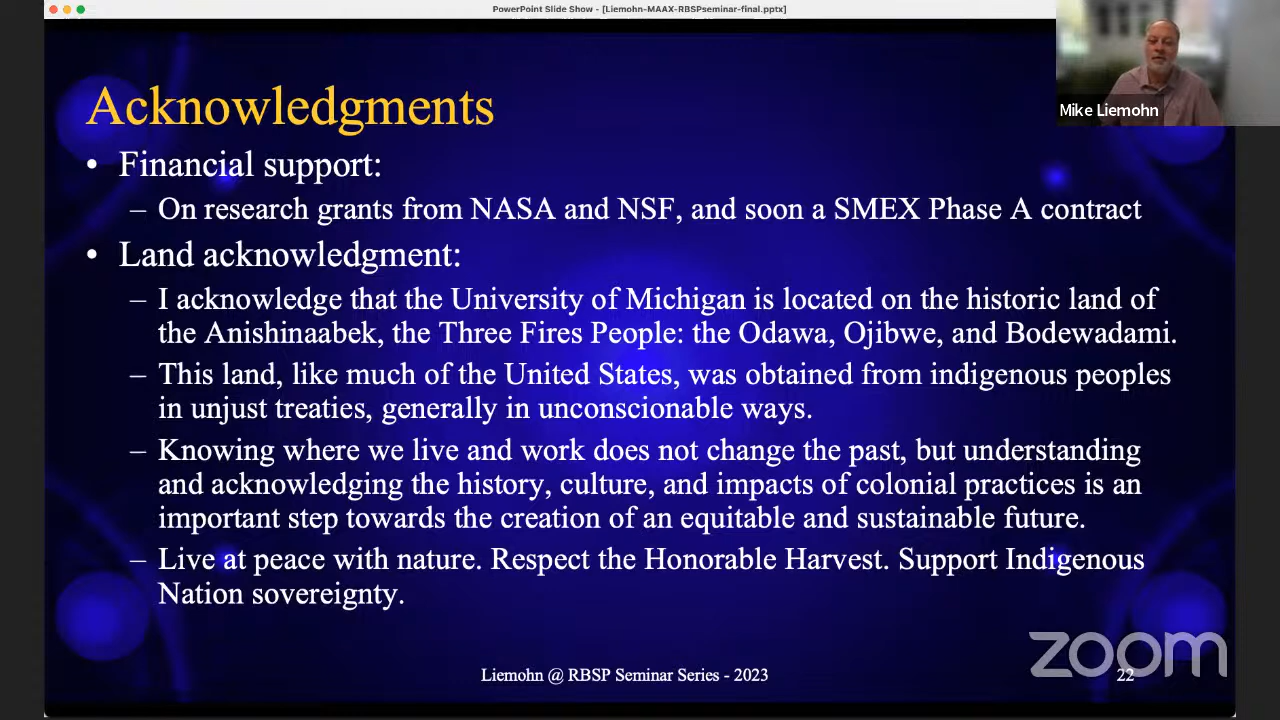 PowerPoint Slide Show - [Liemohn-MAAX-RBSPseminar-final.pptx]
Mike Liemohn
Acknowledgments
• Financial support:
– On research grants from NASA and NSF, and soon a SMEX Phase A contract
• Land acknowledgment:
– I acknowledge that the University of Michigan is located on the historic land of
the Anishinaabek, the Three Fires People: the Odawa, Ojibwe, and Bodewadami.
– This land, like much of the United States, was obtained from indigenous peoples
in unjust treaties, generally in unconscionable ways.
– Knowing where we live and work does not change the past, but understanding
and acknowledging the history, culture, and impacts of colonial practices is an
important step towards the creation of an equitable and sustainable future.
– Live at peace with nature. Respect the Honorable Harvest. Support Indigenous
Nation sovereignty.
Liemohn @ RBSP Seminar Series - 2023
22
zoom